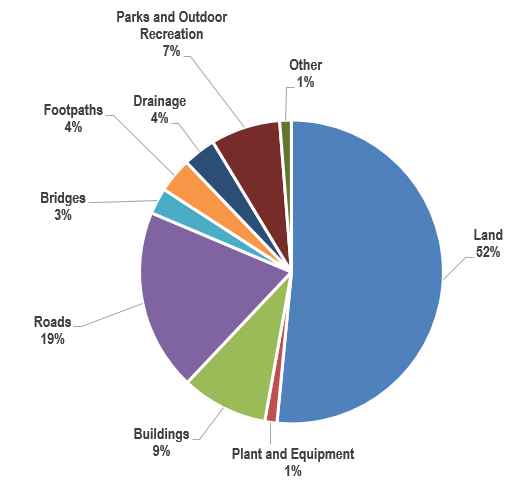 Parks and Outdoor
Recreation
7%
Other
1%
Drainage
4%
Footpaths
4%
Bridges
3%
Land
52%
Roads
19%
Buildings
9%
Plant and Equipment
1%